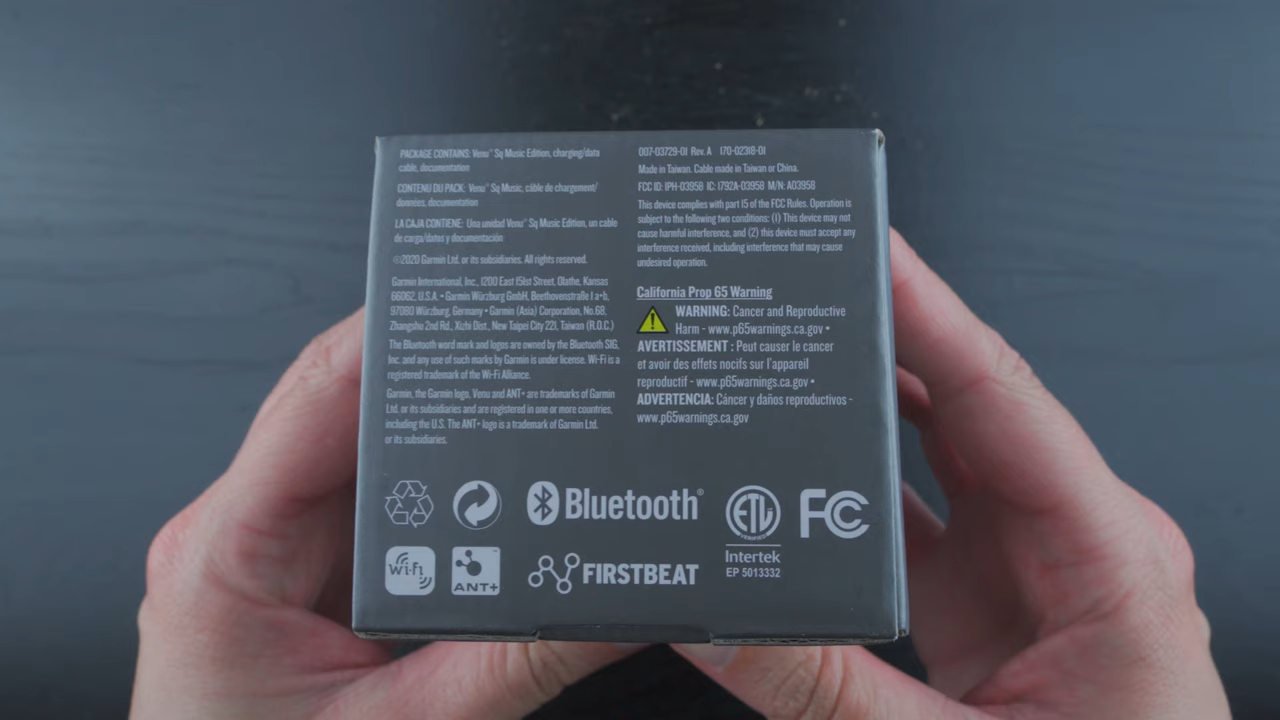 PACKAGE CONTAINS: Venu™ Sq Music Edition, charging/data
cable, documentation
CONTENU DU PACK: Venu™ Sq Music, câble de chargement/
données, documentation
LA CAJA CONTIENE: Una unidad Venu™ Sq Music Edition, un cable
de carga/datos y documentación
©2020 Garmin Ltd. or its subsidiaries. All rights reserved.
Garmin International, Inc., 1200 East 151st Street, Olathe, Kansas
66062, U.S.A. • Garmin Würzburg GmbH, Beethovenstraße 1 a+b,
97080 Würzburg, Germany • Garmin (Asia) Corporation, No.68,
Zhangshu 2nd Rd., Xizhi Dist., New Taipei City 221, Taiwan (R.O.C.)
The Bluetooth word mark and logos are owned by the Bluetooth SIG,
Inc. and any use of such marks by Garmin is under license. Wi-Fi is a
registered trademark of the Wi-Fi Alliance.
Garmin, the Garmin logo, Venu and ANT+ are trademarks of Garmin
Ltd. or its subsidiaries and are registered in one or more countries,
including the U.S. The ANT+ logo is a trademark of Garmin Ltd.
or its subsidiaries.
007-03729-01 Rev. A 170-02318-01
Made in Taiwan. Cable made in Taiwan or China.
FCC ID: IPH-03958 IC: 1792A-03958 M/N: A03958
This device complies with part 15 of the FCC Rules. Operation is
subject to the following two conditions: (1) This device may not
cause harmful interference, and (2) this device must accept any
interference received, including interference that may cause
undesired operation.
California Prop 65 Warning
WARNING: Cancer and Reproductive
Harm - www.p65warnings.ca.gov •
AVERTISSEMENT : Peut causer le cancer
et avoir des effets nocifs sur l'appareil
reproductif - www.p65warnings.ca.gov •
ADVERTENCIA: Cáncer y daños reproductivos -
www.p65warnings.ca.gov
Bluetooth®
ETL
VERIFIED
Intertek
EP 5013332
FC
Wi-Fi
ANT+
FIRSTBEAT